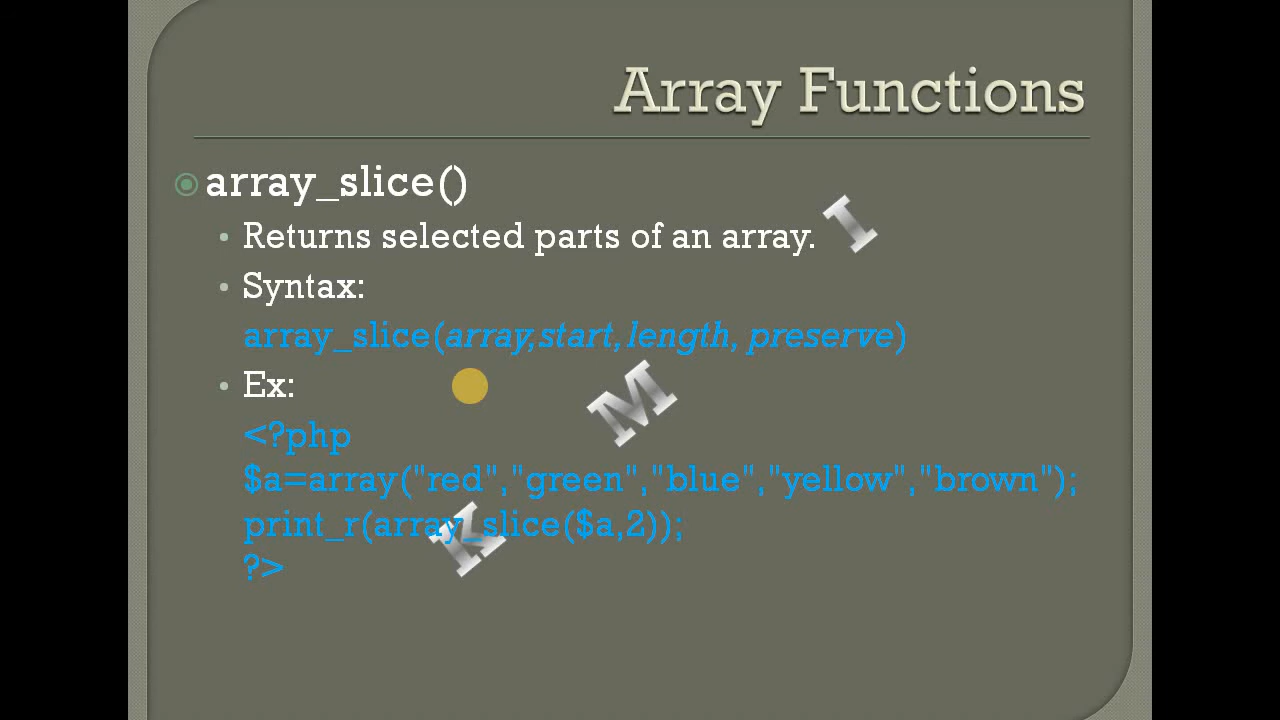 Array Functions
array_slice()
Returns selected parts of an array.
Syntax:
array_slice(array,start, length, preserve)
Ex:
<?php
$a=array("red","green","blue","yellow","brown");
print_r(array_slice($a,2));
?>
K M I